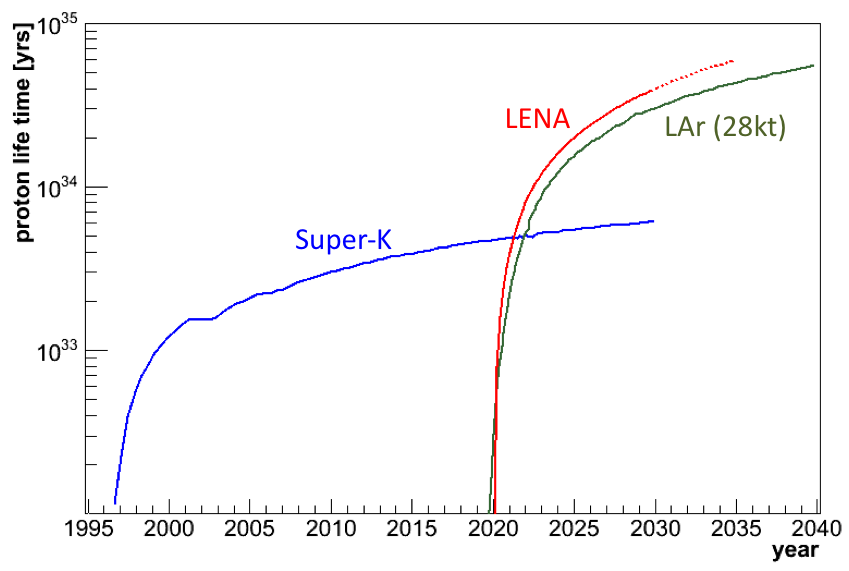 proton life time [yrs]
10^35
10^34
10^33
LENA
LAr (28kt)
Super-K
1995 2000 2005 2010 2015 2020 2025 2030 2035 2040
year